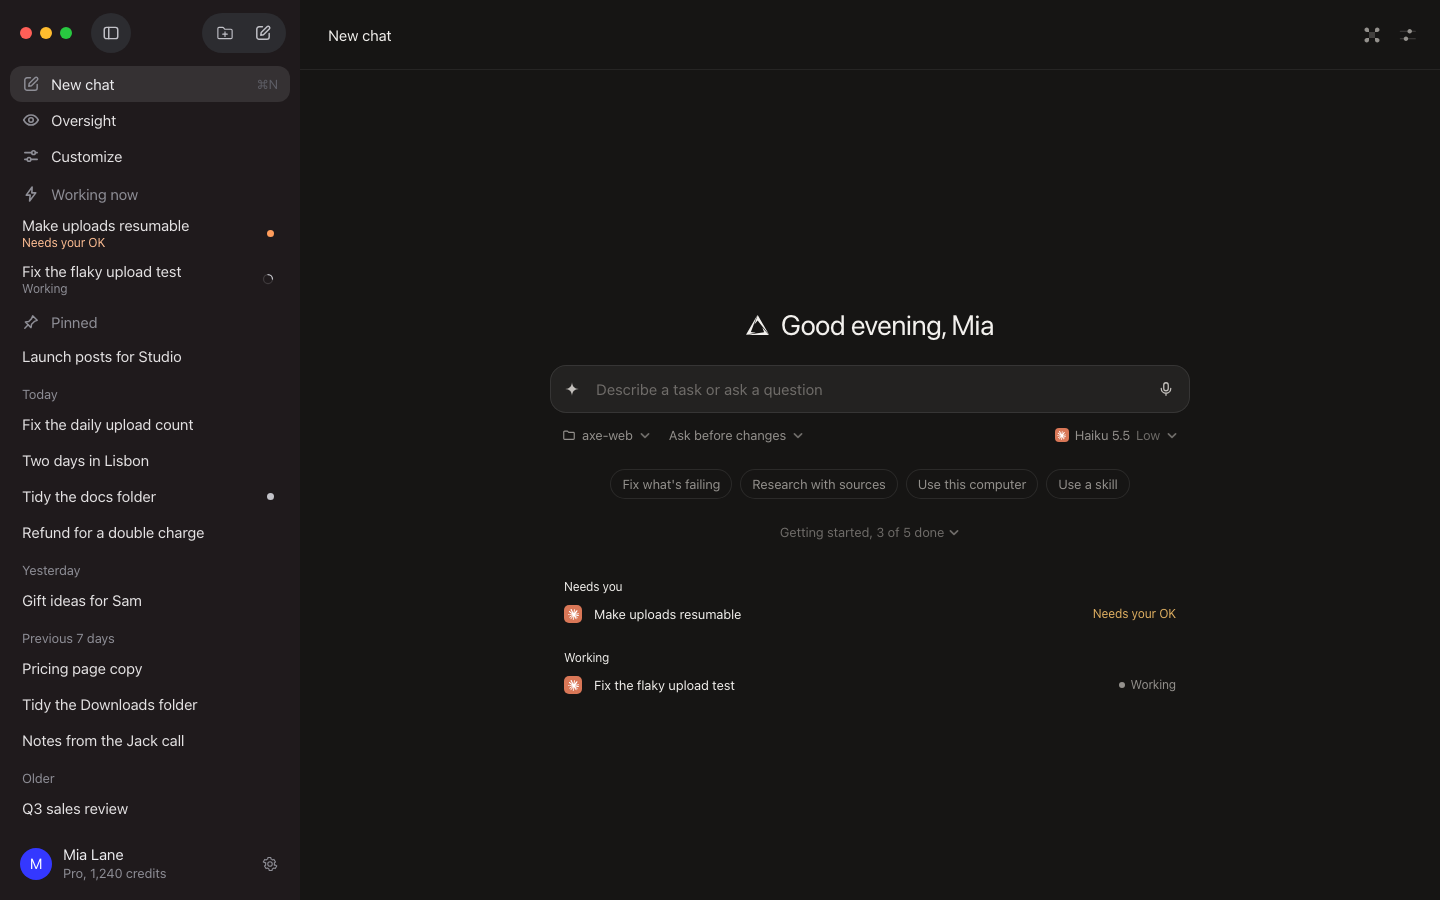 New chat
⌘N
Oversight
Customize
Working now
Make uploads resumable
Needs your OK
Fix the flaky upload test
Working
Pinned
Launch posts for Studio
Today
Fix the daily upload count
Two days in Lisbon
Tidy the docs folder
Refund for a double charge
Yesterday
Gift ideas for Sam
Previous 7 days
Pricing page copy
Tidy the Downloads folder
Notes from the Jack call
Older
Q3 sales review
M
Mia Lane
Pro, 1,240 credits
New chat
Good evening, Mia
Describe a task or ask a question
axe-web Ask before changes Haiku 5.5 Low
Fix what's failing Research with sources Use this computer Use a skill
Getting started, 3 of 5 done
Needs you
Make uploads resumable Needs your OK
Working
Fix the flaky upload test Working